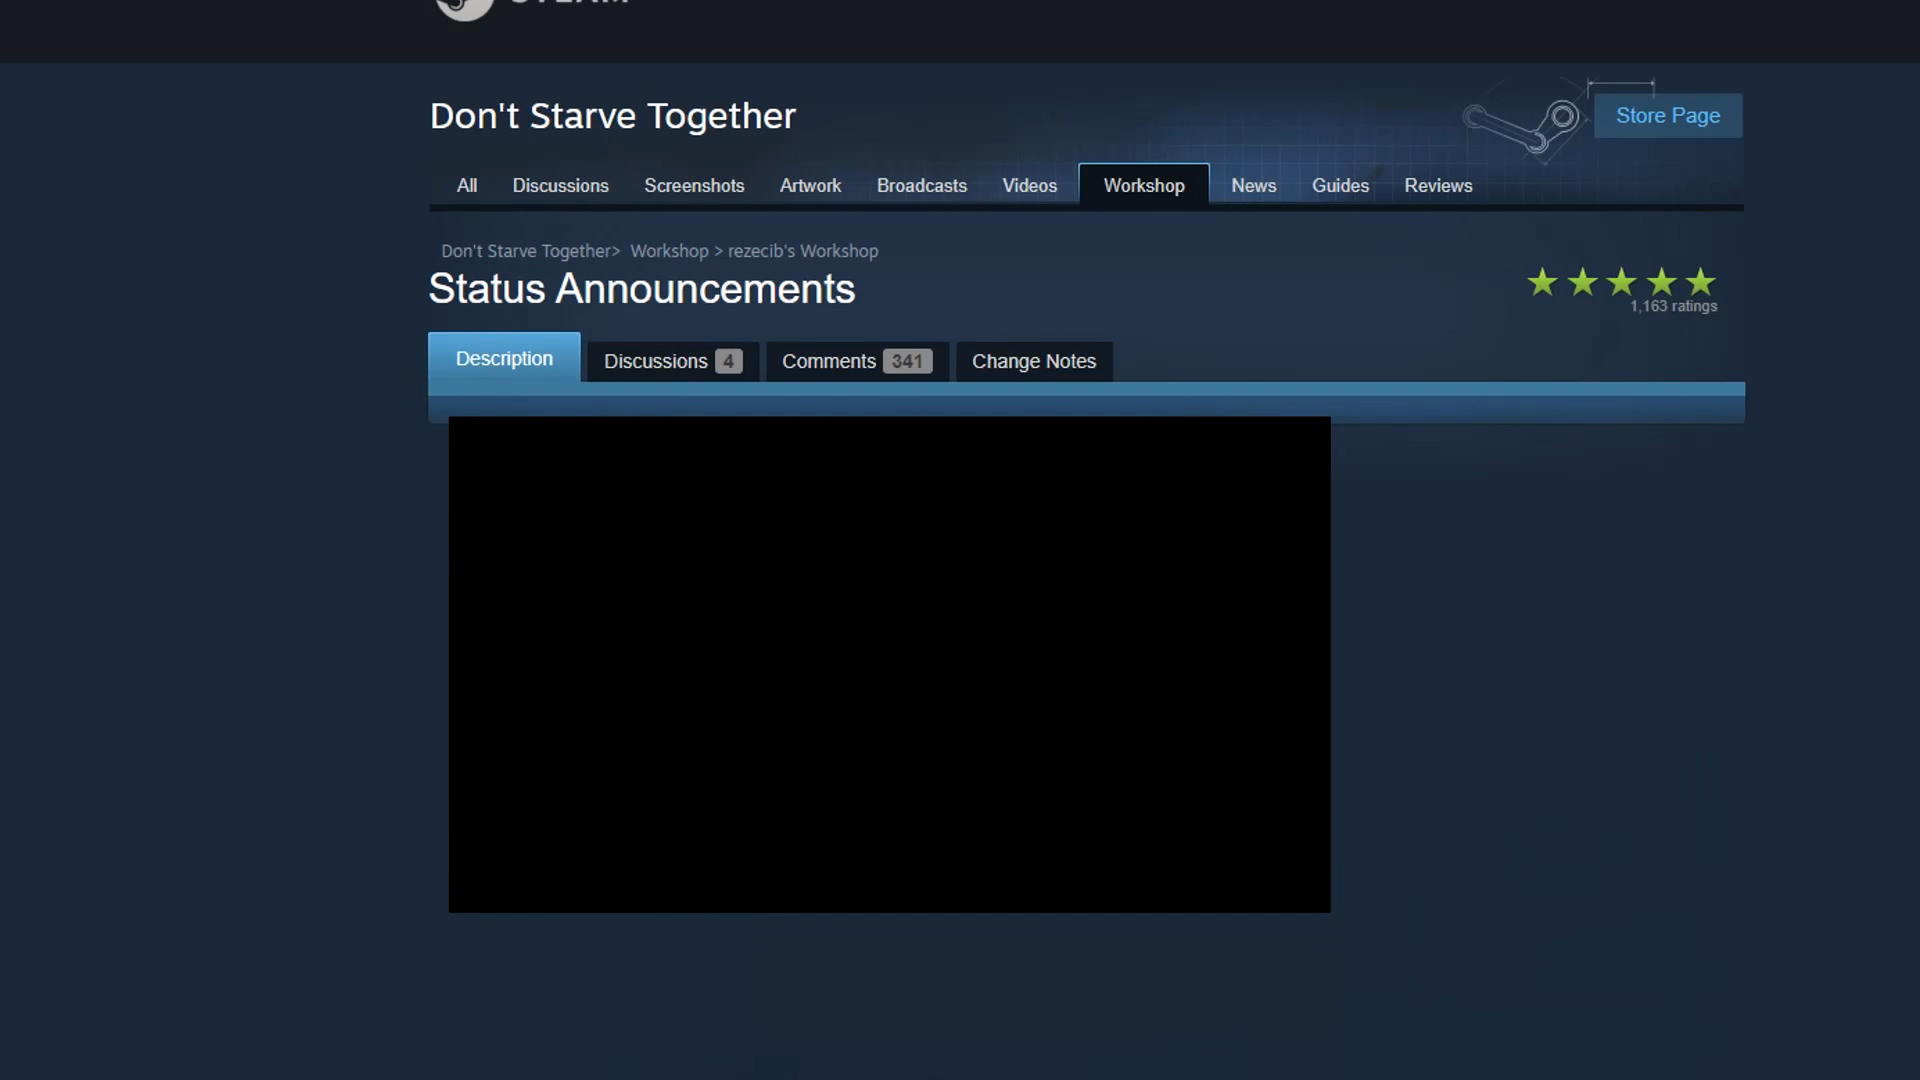 Don't Starve Together
Store Page
All Discussions Screenshots Artwork Broadcasts Videos Workshop News Guides Reviews
Don't Starve Together> Workshop > rezecib's Workshop
Status Announcements
1,163 ratings
Description Discussions 4 Comments 341 Change Notes